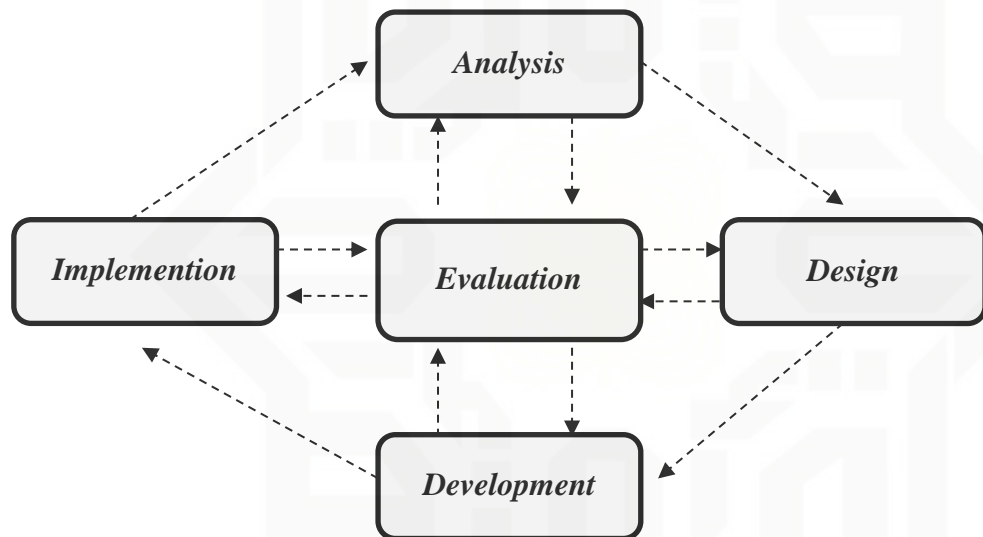 Analysis
Implemention
Evaluation
Design
Development